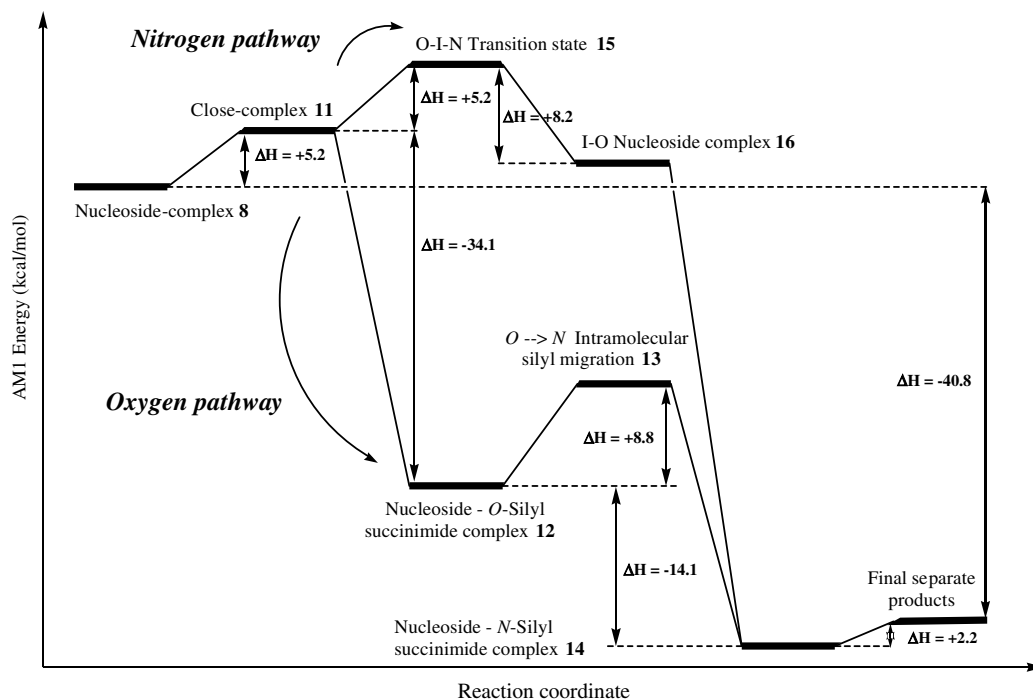 Nitrogen pathway
O-I-N Transition state 15
Close-complex 11
ΔH = +5.2
ΔH = +8.2
ΔH = +5.2
I-O Nucleoside complex 16
Nucleoside-complex 8
ΔH = -34.1
AM1 Energy (kcal/mol)
O --> N Intramolecular
silyl migration 13
ΔH = -40.8
Oxygen pathway
ΔH = +8.8
Nucleoside - O-Silyl
succinimide complex 12
ΔH = -14.1
Final separate
products
Nucleoside - N-Silyl
succinimide complex 14
ΔH = +2.2
Reaction coordinate